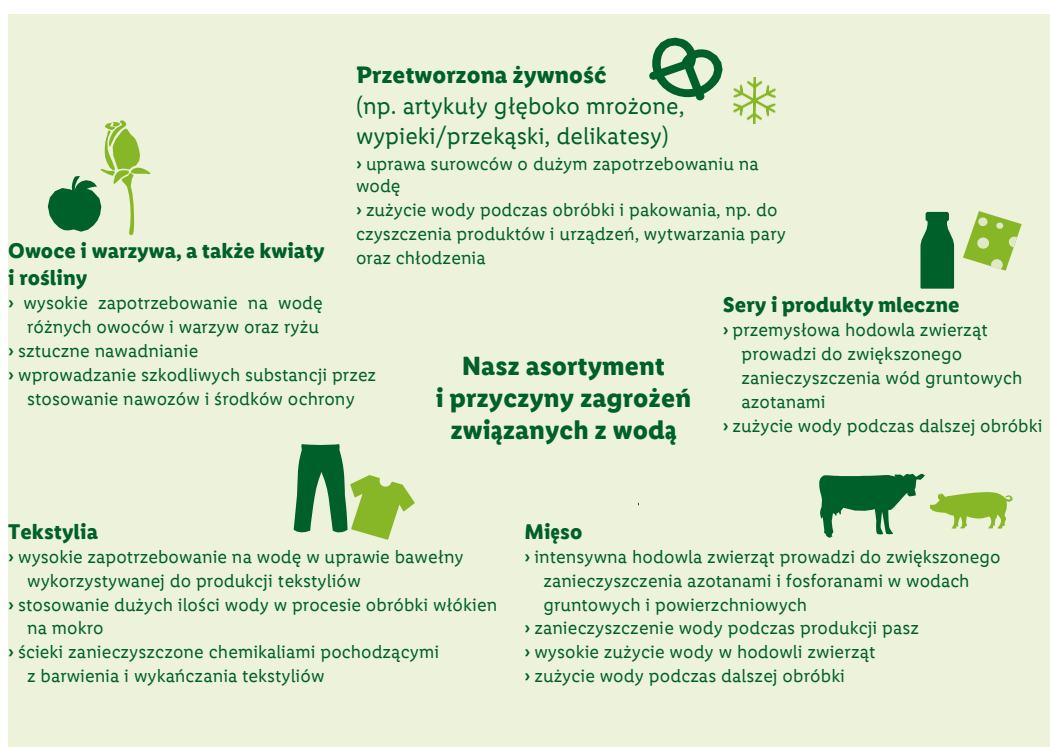 Przetworzona żywność
(np. artykuły głęboko mrożone,
wypieki/przekąski, delikatesy)
› uprawa surowców o dużym zapotrzebowaniu na
wodę
› zużycie wody podczas obróbki i pakowania, np. do
czyszczenia produktów i urządzeń, wytwarzania pary
oraz chłodzenia
Owoce i warzywa, a także kwiaty
i rośliny
› wysokie zapotrzebowanie na wodę
różnych owoców i warzyw oraz ryżu
› sztuczne nawadnianie
› wprowadzanie szkodliwych substancji przez
stosowanie nawozów i środków ochrony
Nasz asortyment
i przyczyny zagrożeń
związanych z wodą
Sery i produkty mleczne
› przemysłowa hodowla zwierząt
prowadzi do zwiększonego
zanieczyszczenia wód gruntowych
azotanami
› zużycie wody podczas dalszej obróbki
Tekstylia
› wysokie zapotrzebowanie na wodę w uprawie bawełny
wykorzystywanej do produkcji tekstyliów
› stosowanie dużych ilości wody w procesie obróbki włókien
na mokro
› ścieki zanieczyszczone chemikaliami pochodzącymi
z barwienia i wykańczania tekstyliów
Mięso
› intensywna hodowla zwierząt prowadzi do zwiększonego
zanieczyszczenia azotanami i fosforanami w wodach
gruntowych i powierzchniowych
› zanieczyszczenie wody podczas produkcji pasz
› wysokie zużycie wody w hodowli zwierząt
› zużycie wody podczas dalszej obróbki